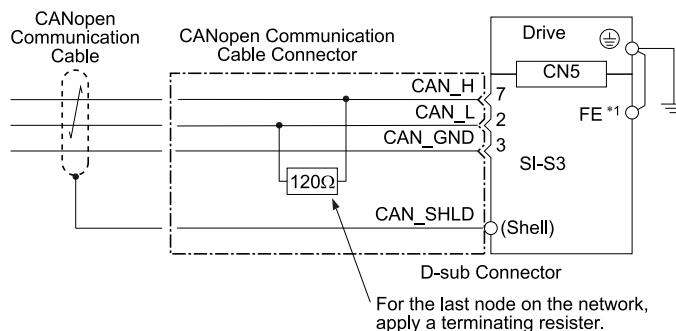 CANopen
Communication
Cable
CANopen Communication
Cable Connector
Drive
CN5
CAN_H
7
CAN_L
2
CAN_GND
3
FE *1
SI-S3
120Ω
CAN_SHLD
(Shell)
D-sub Connector
For the last node on the network,
apply a terminating resister.